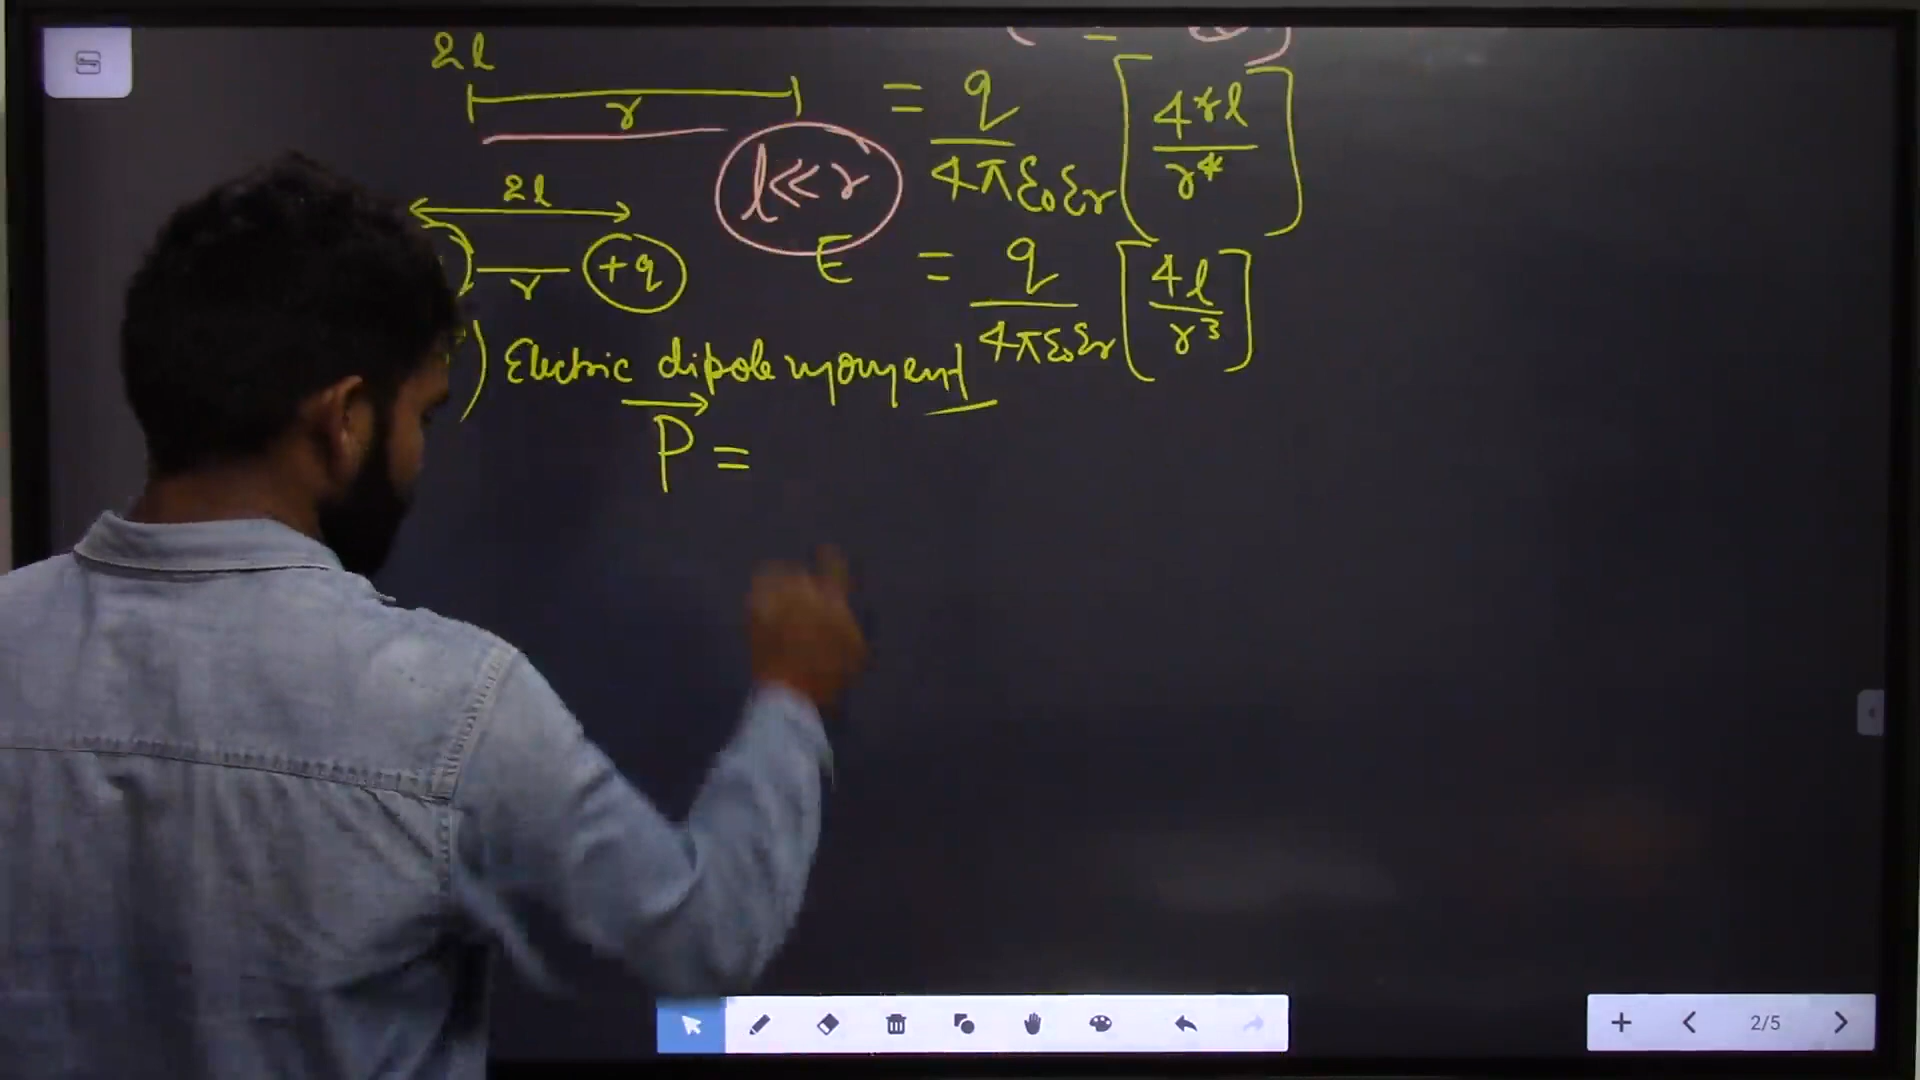 2l
r
l<<r
= q / 4πε₀εr [ 4rl / r⁴ ]
2l
r +q
E = q / 4πε₀εr [ 4l / r³ ]
) Electric dipole moment
P⃗ =
2/5